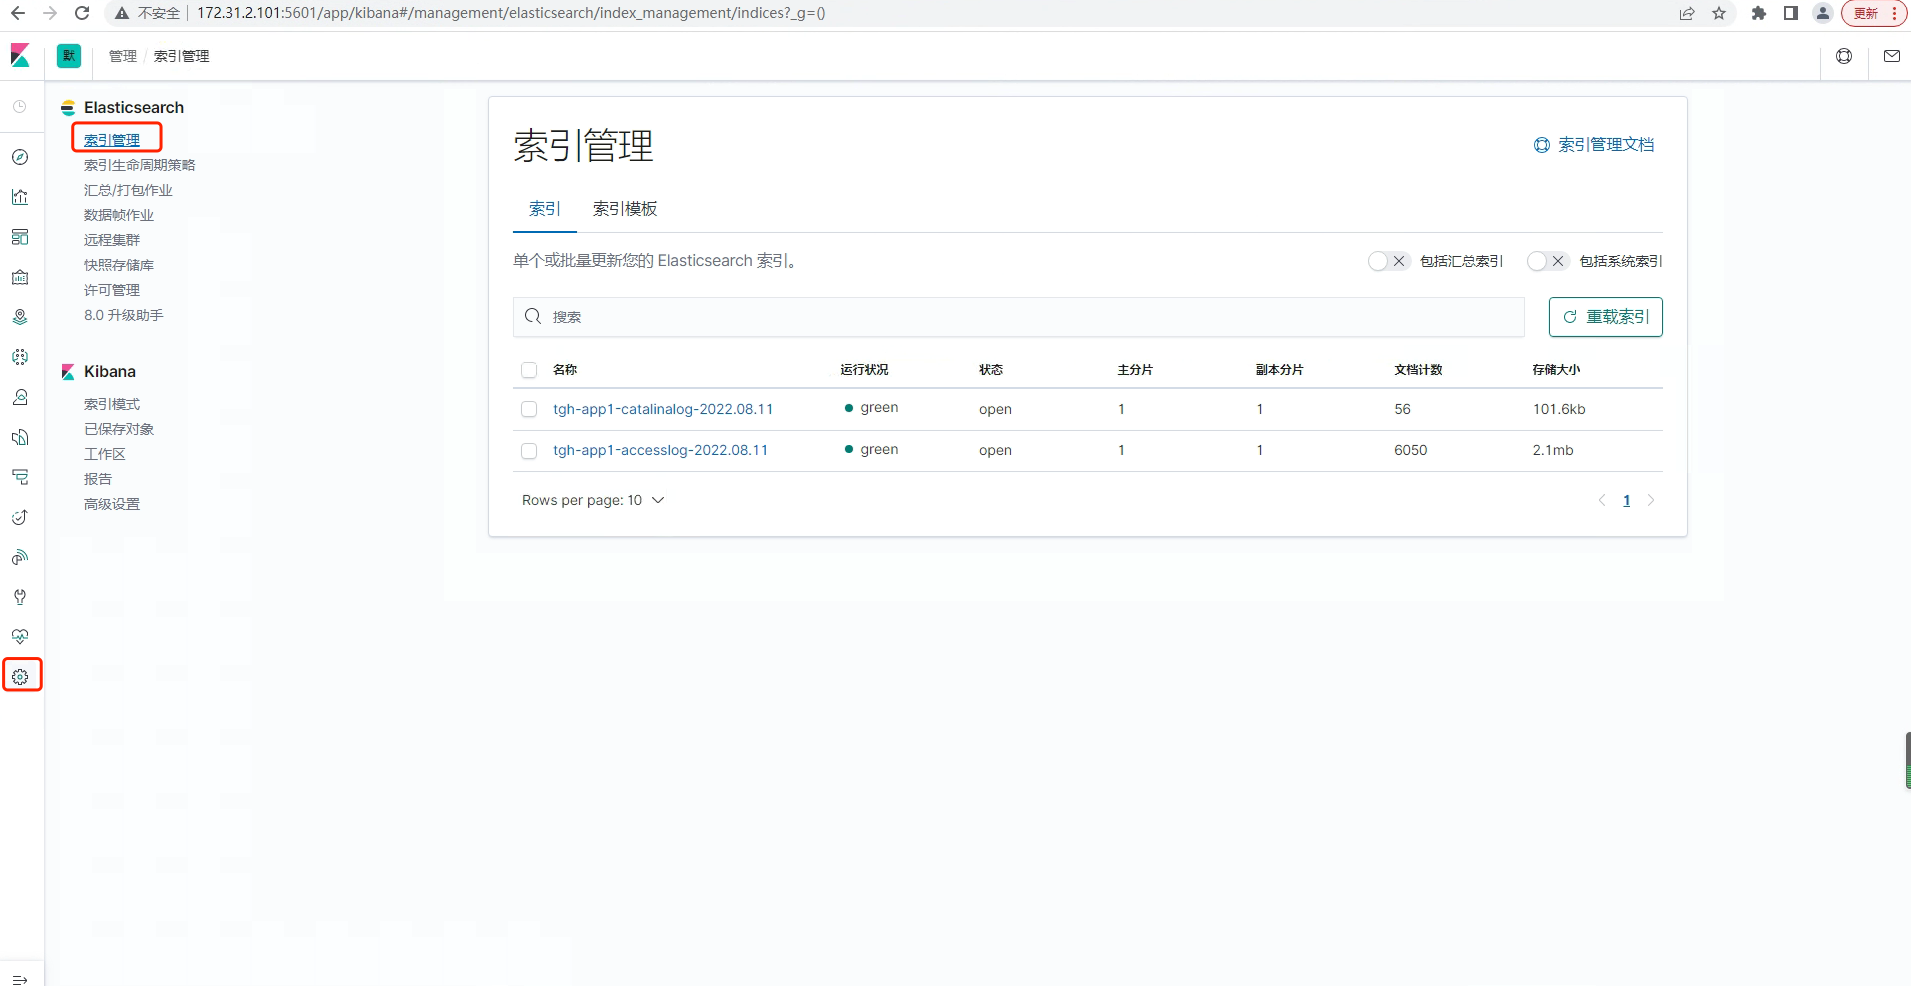 不安全 172.31.2.101:5601/app/kibana#/management/elasticsearch/index_management/indices?_g=() 更新
默 管理 / 索引管理
Elasticsearch
索引管理
索引生命周期策略
汇总/打包作业
数据帧作业
远程集群
快照存储库
许可管理
8.0 升级助手
Kibana
索引模式
已保存对象
工作区
报告
高级设置
索引管理
索引管理文档
索引 索引模板
单个或批量更新您的 Elasticsearch 索引。 包括汇总索引 包括系统索引
搜索 重载索引
名称 运行状况 状态 主分片 副本分片 文档计数 存储大小
tgh-app1-catalinalog-2022.08.11 green open 1 1 56 101.6kb
tgh-app1-accesslog-2022.08.11 green open 1 1 6050 2.1mb
Rows per page: 10 1